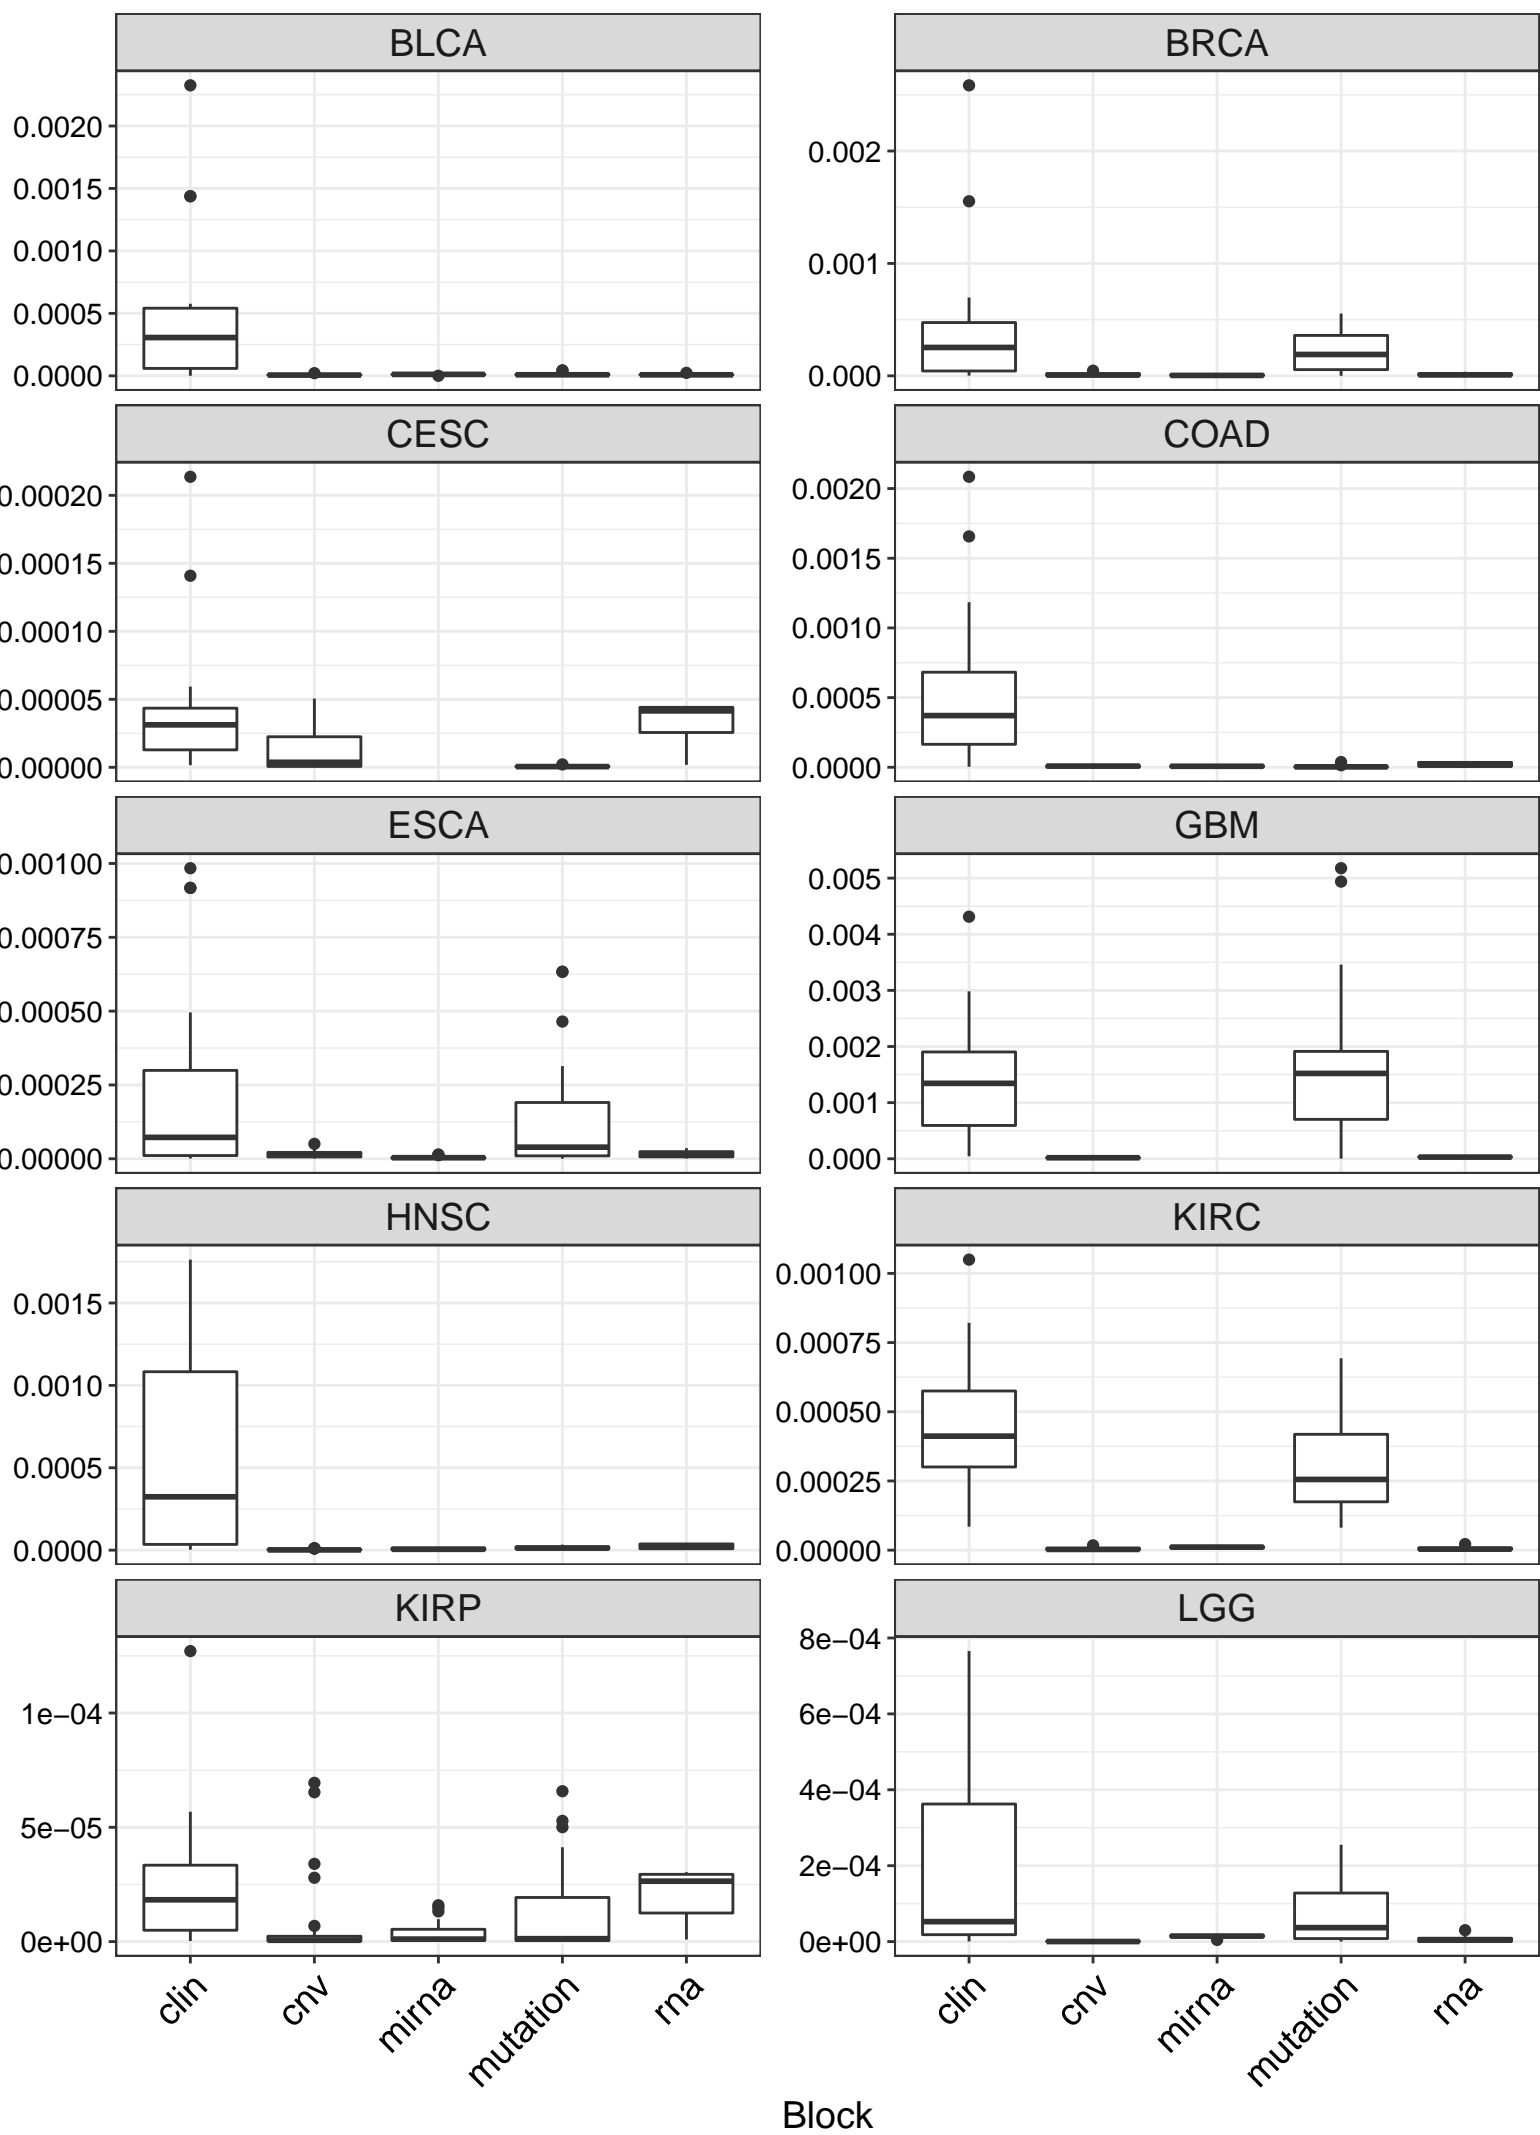 BLCA
0.0020
0.0015
0.0010
0.0005
0.0000
BRCA
0.002
0.001
0.000
CESC
0.00020
0.00015
0.00010
0.00005
0.00000
COAD
0.0020
0.0015
0.0010
0.0005
0.0000
ESCA
0.00100
0.00075
0.00050
0.00025
0.00000
GBM
0.005
0.004
0.003
0.002
0.001
0.000
HNSC
0.0015
0.0010
0.0005
0.0000
KIRC
0.00100
0.00075
0.00050
0.00025
0.00000
KIRP
1e−04
5e−05
0e+00
LGG
8e−04
6e−04
4e−04
2e−04
0e+00
clin
cnv
mirna
mutation
rna
clin
cnv
mirna
mutation
rna
Block